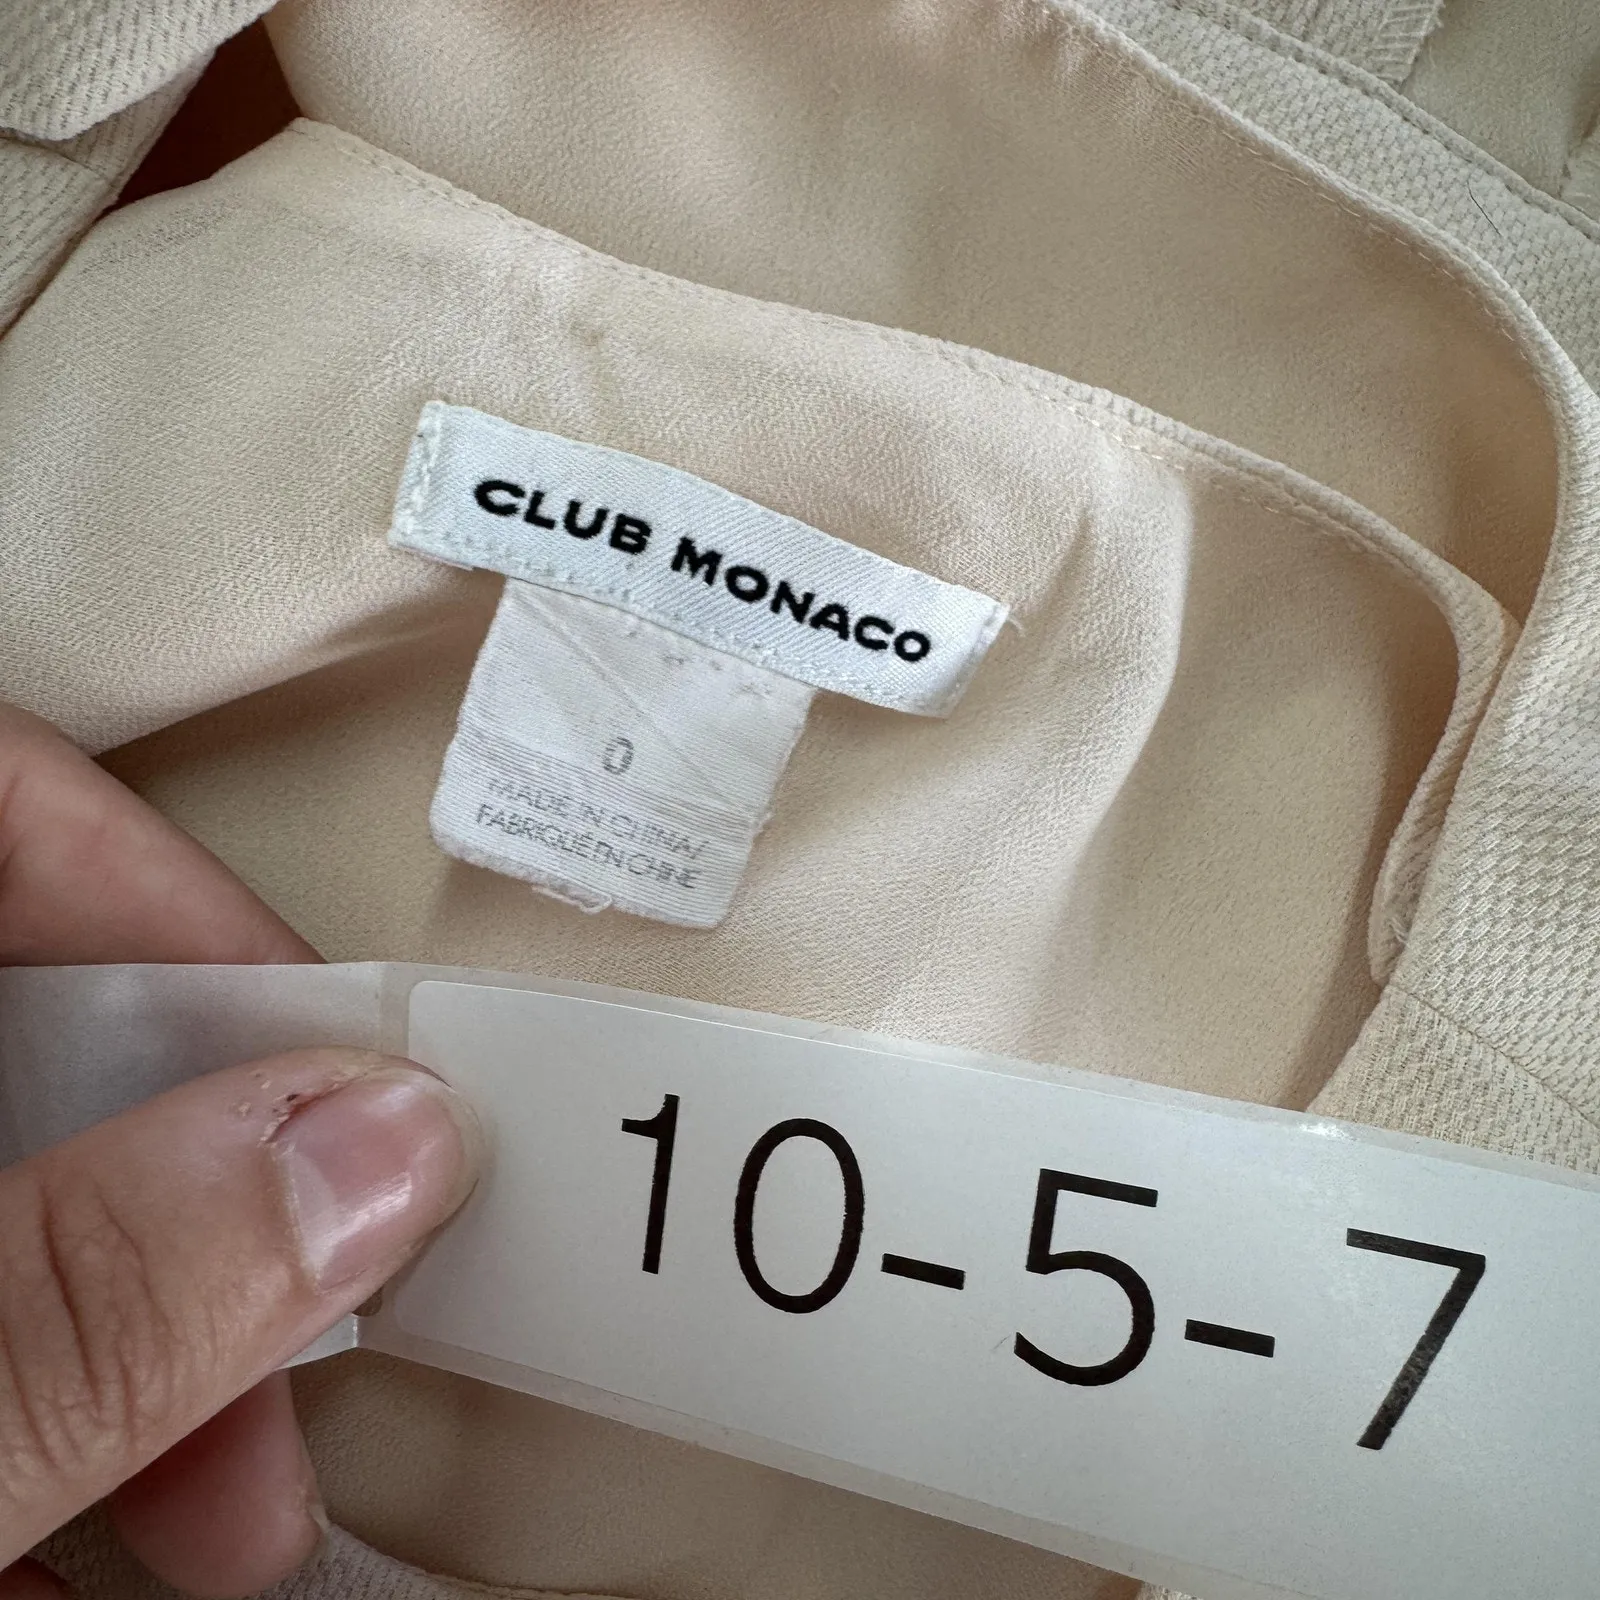 CLUB MONACO
0
MADE IN CHINA/
FABRIQUÉ EN CHINE
10-5-7